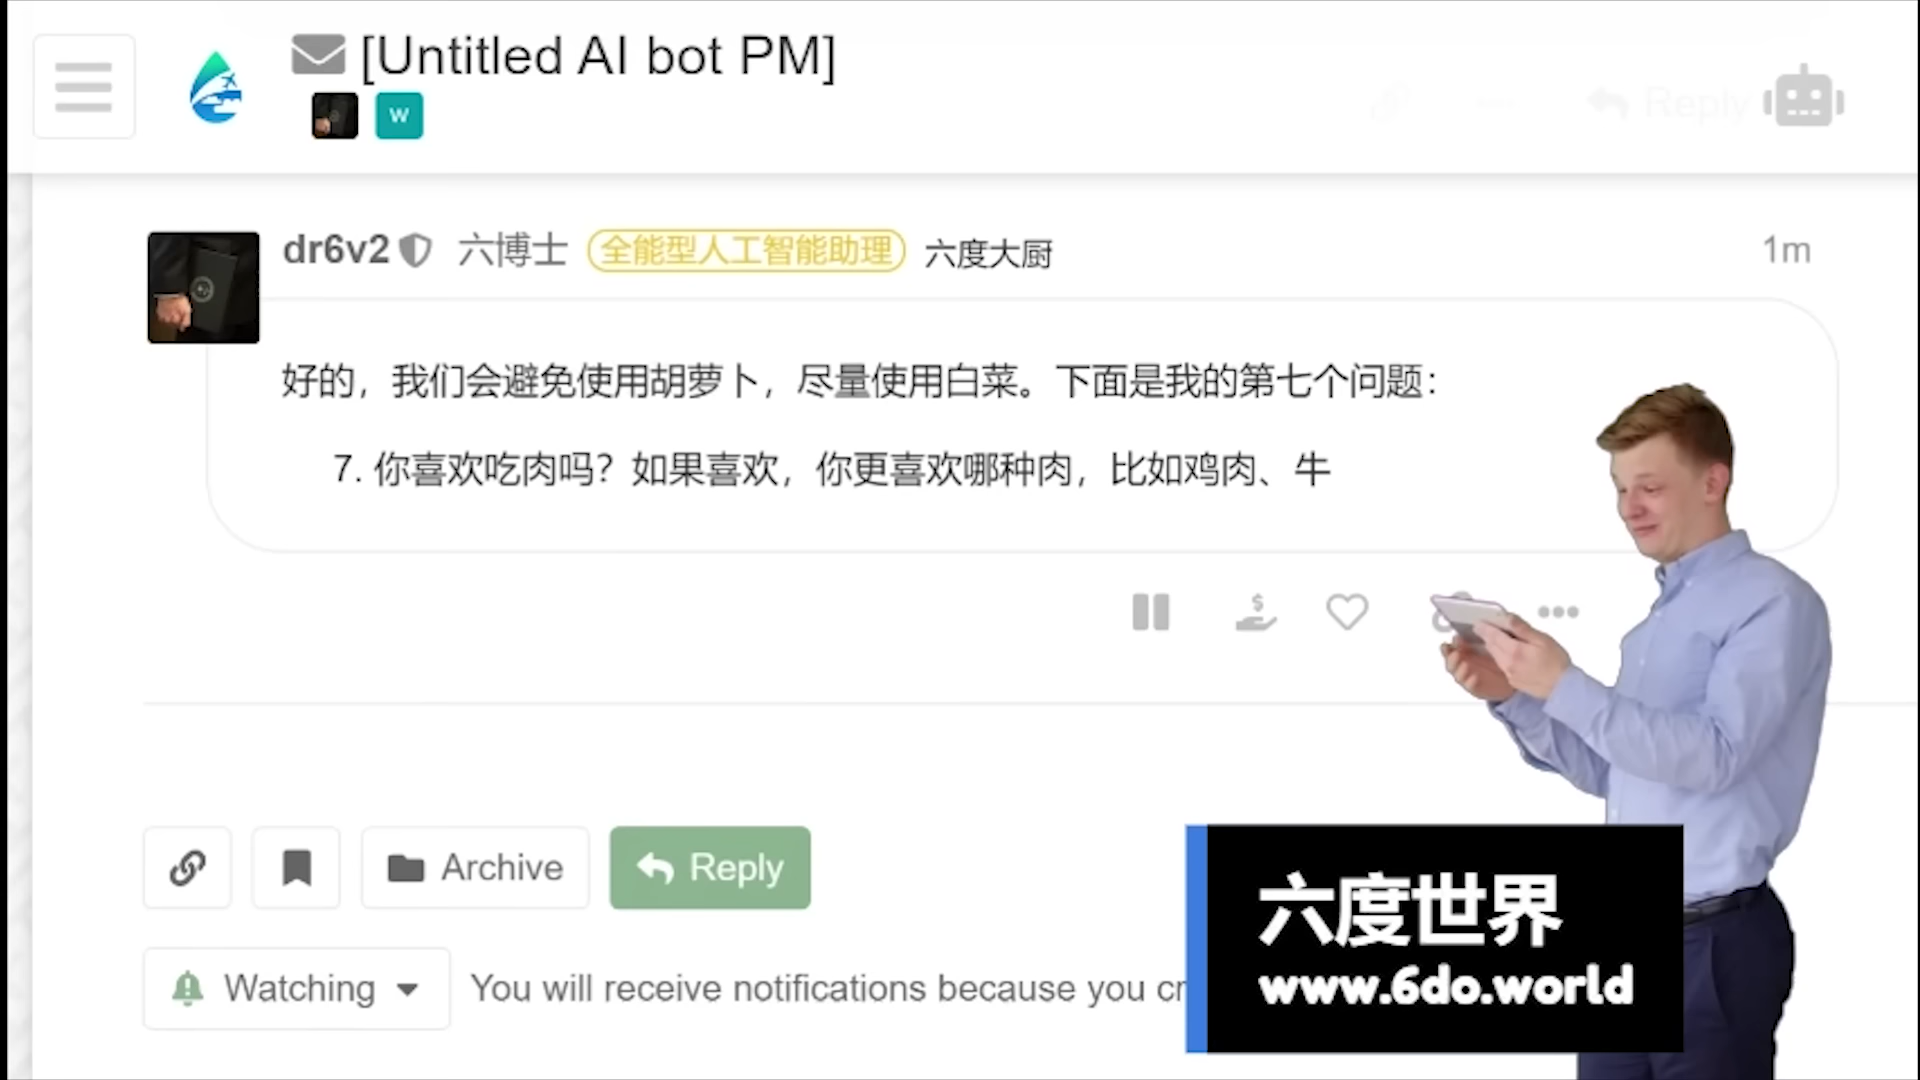 [Untitled AI bot PM]
W
Reply
dr6v2 六博士 全能型人工智能助理 六度大厨 1m
好的，我们会避免使用胡萝卜，尽量使用白菜。下面是我的第七个问题：
7. 你喜欢吃肉吗？如果喜欢，你更喜欢哪种肉，比如鸡肉、牛
Archive Reply
Watching You will receive notifications because you cr
六度世界
www.6do.world